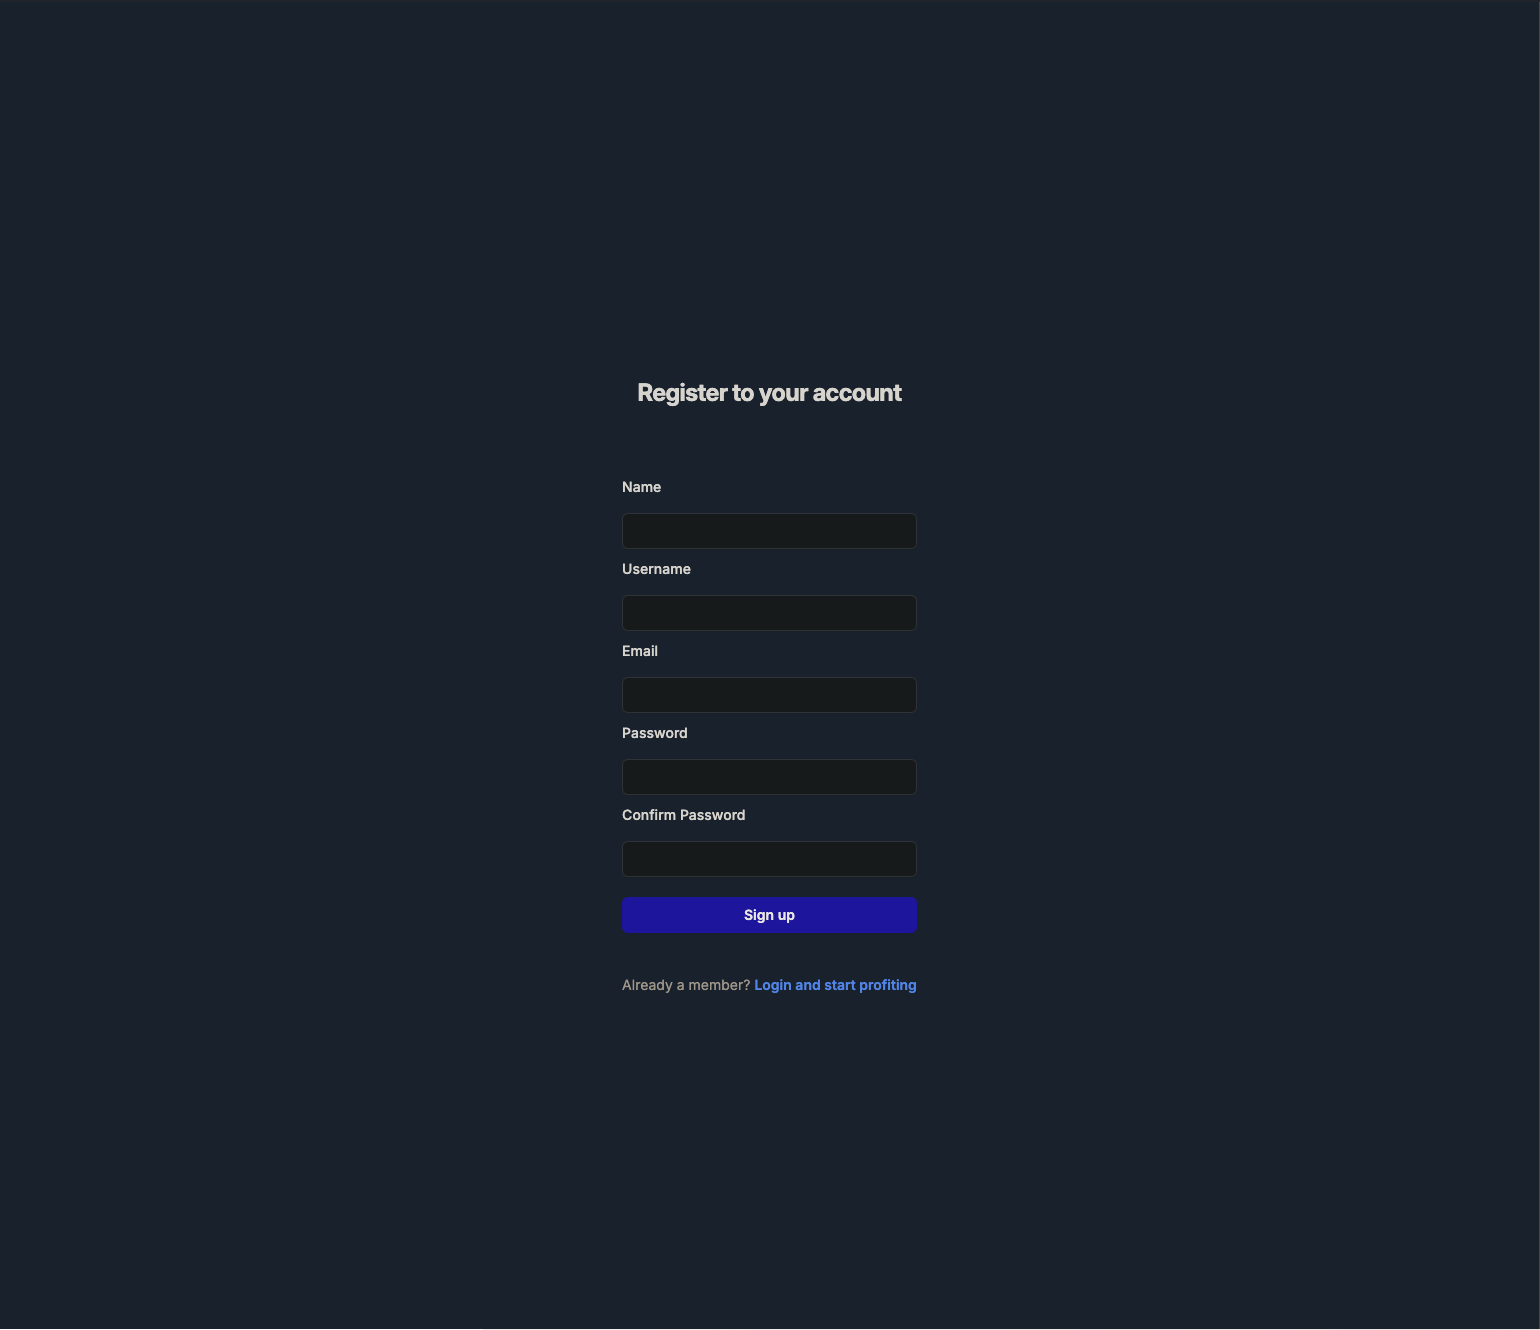 Register to your account
Name
Username
Email
Password
Confirm Password
Sign up
Already a member? Login and start profiting